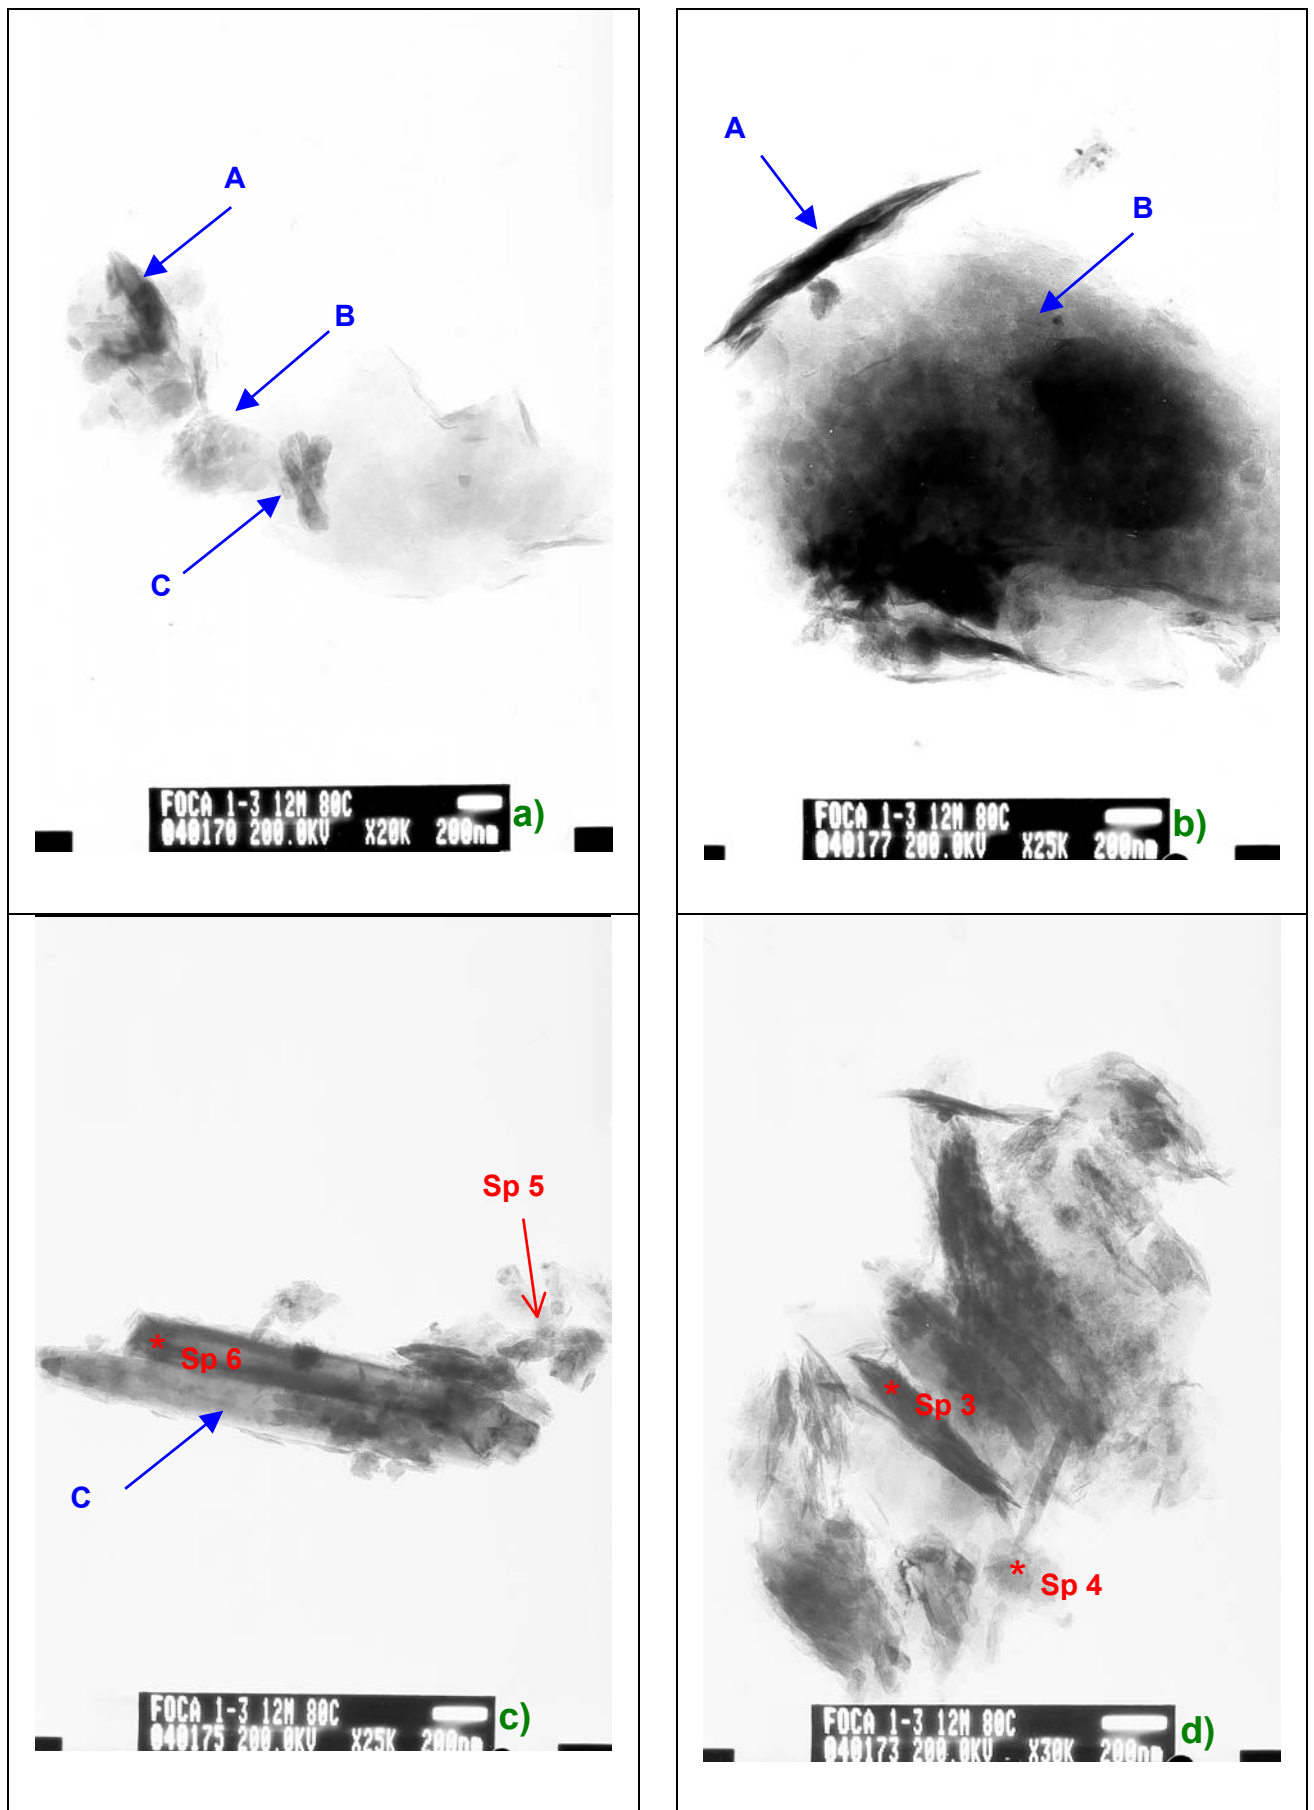 A
B
C
FOCA 1-3 12M 80C
040170 200.0KV X20K 200nm
a)
A
B
FOCA 1-3 12M 80C
040177 200.0KV X25K 200nm
b)
Sp 5
* Sp 6
C
FOCA 1-3 12M 80C
040175 200.0KV X25K 200nm
c)
* Sp 3
* Sp 4
FOCA 1-3 12M 80C
040173 200.0KV X30K 200nm
d)